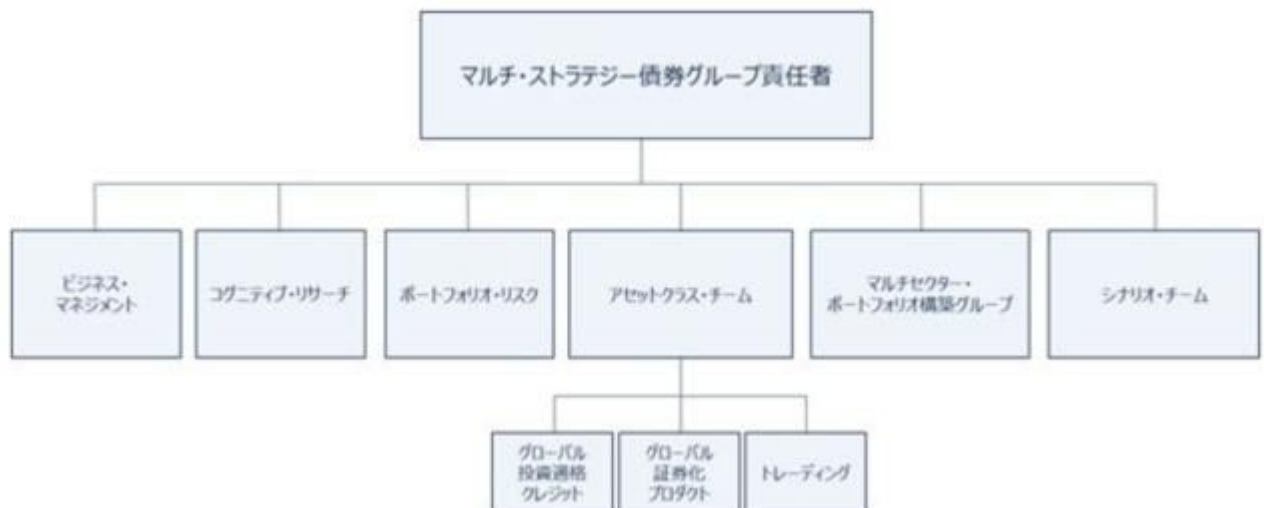 マルチ・ストラテジー債券グループ責任者
ビジネス・
マネジメント
コグニティブ・リサーチ
ポートフォリオ・リスク
アセットクラス・チーム
マルチセクター・
ポートフォリオ構築グループ
シナリオ・チーム
グローバル
投資適格
クレジット
グローバル
証券化
プロダクト
トレーディング